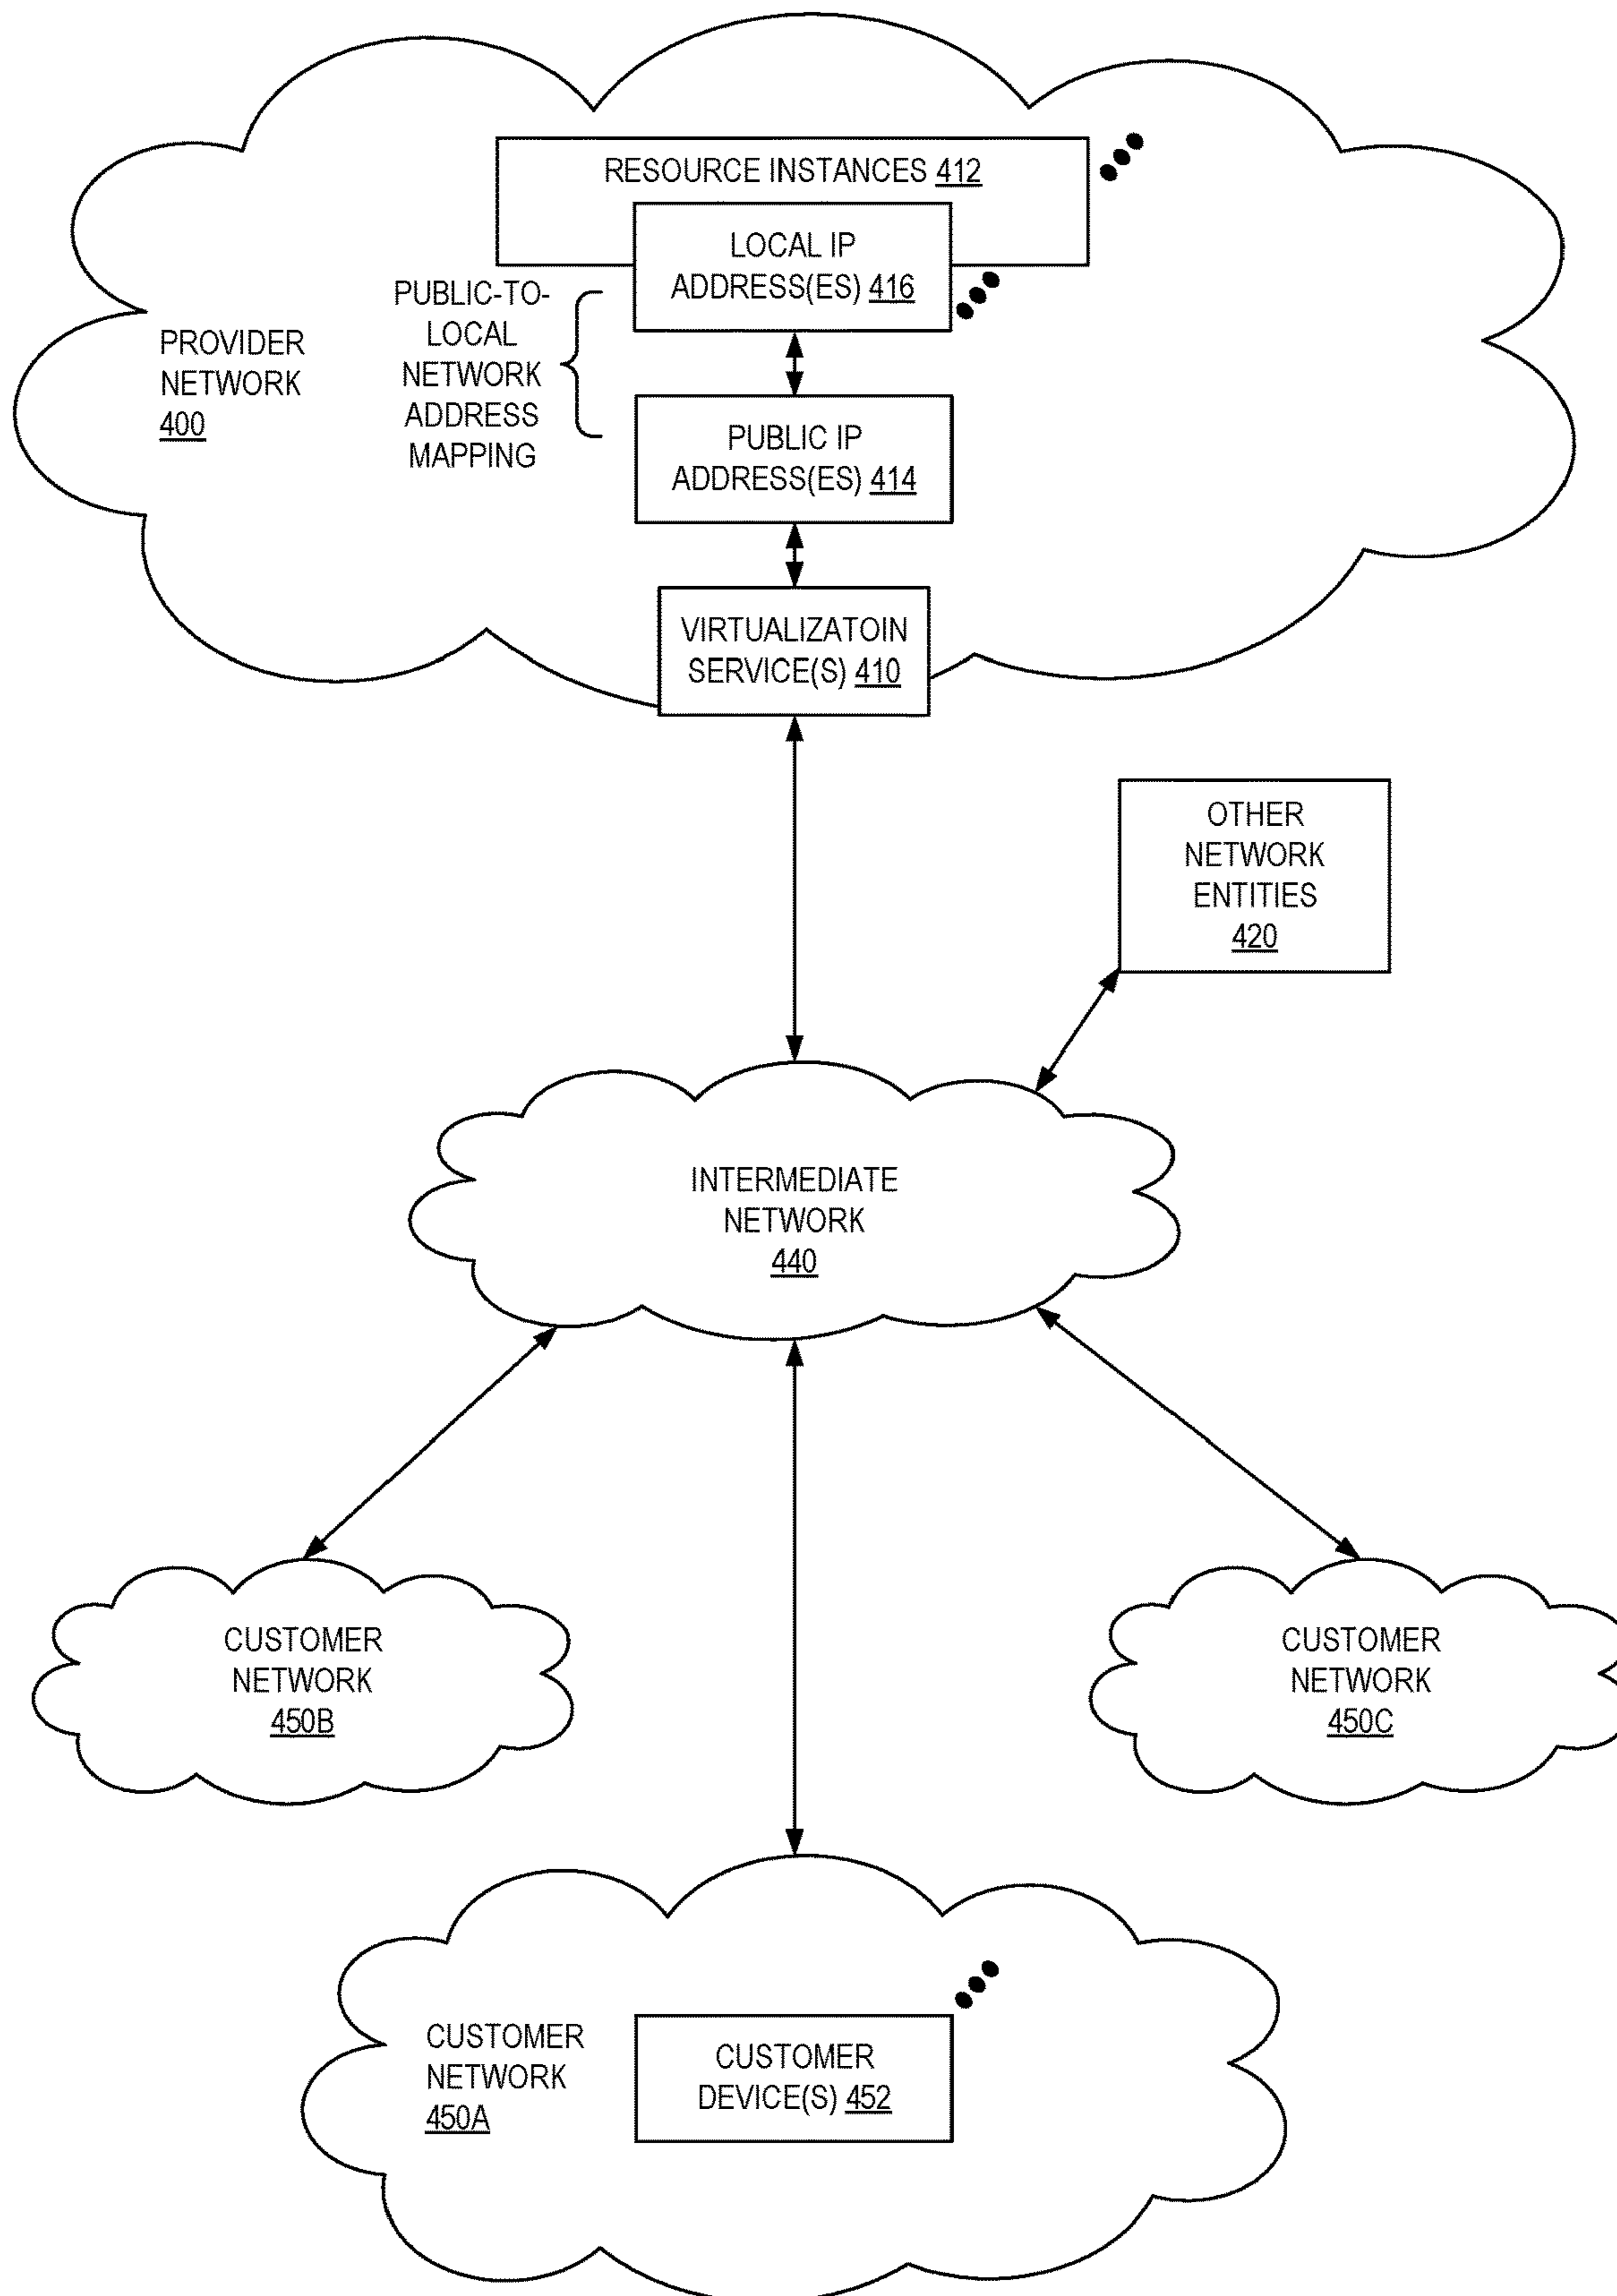 RESOURCE INSTANCES 412
LOCAL IP
ADDRESS(ES) 416
PUBLIC-TO-
LOCAL
NETWORK
ADDRESS
MAPPING
PROVIDER
NETWORK
400
PUBLIC IP
ADDRESS(ES) 414
VIRTUALIZATOIN
SERVICE(S) 410
OTHER
NETWORK
ENTITIES
420
INTERMEDIATE
NETWORK
440
CUSTOMER
NETWORK
450B
CUSTOMER
NETWORK
450C
CUSTOMER
NETWORK
450A
CUSTOMER
DEVICE(S) 452